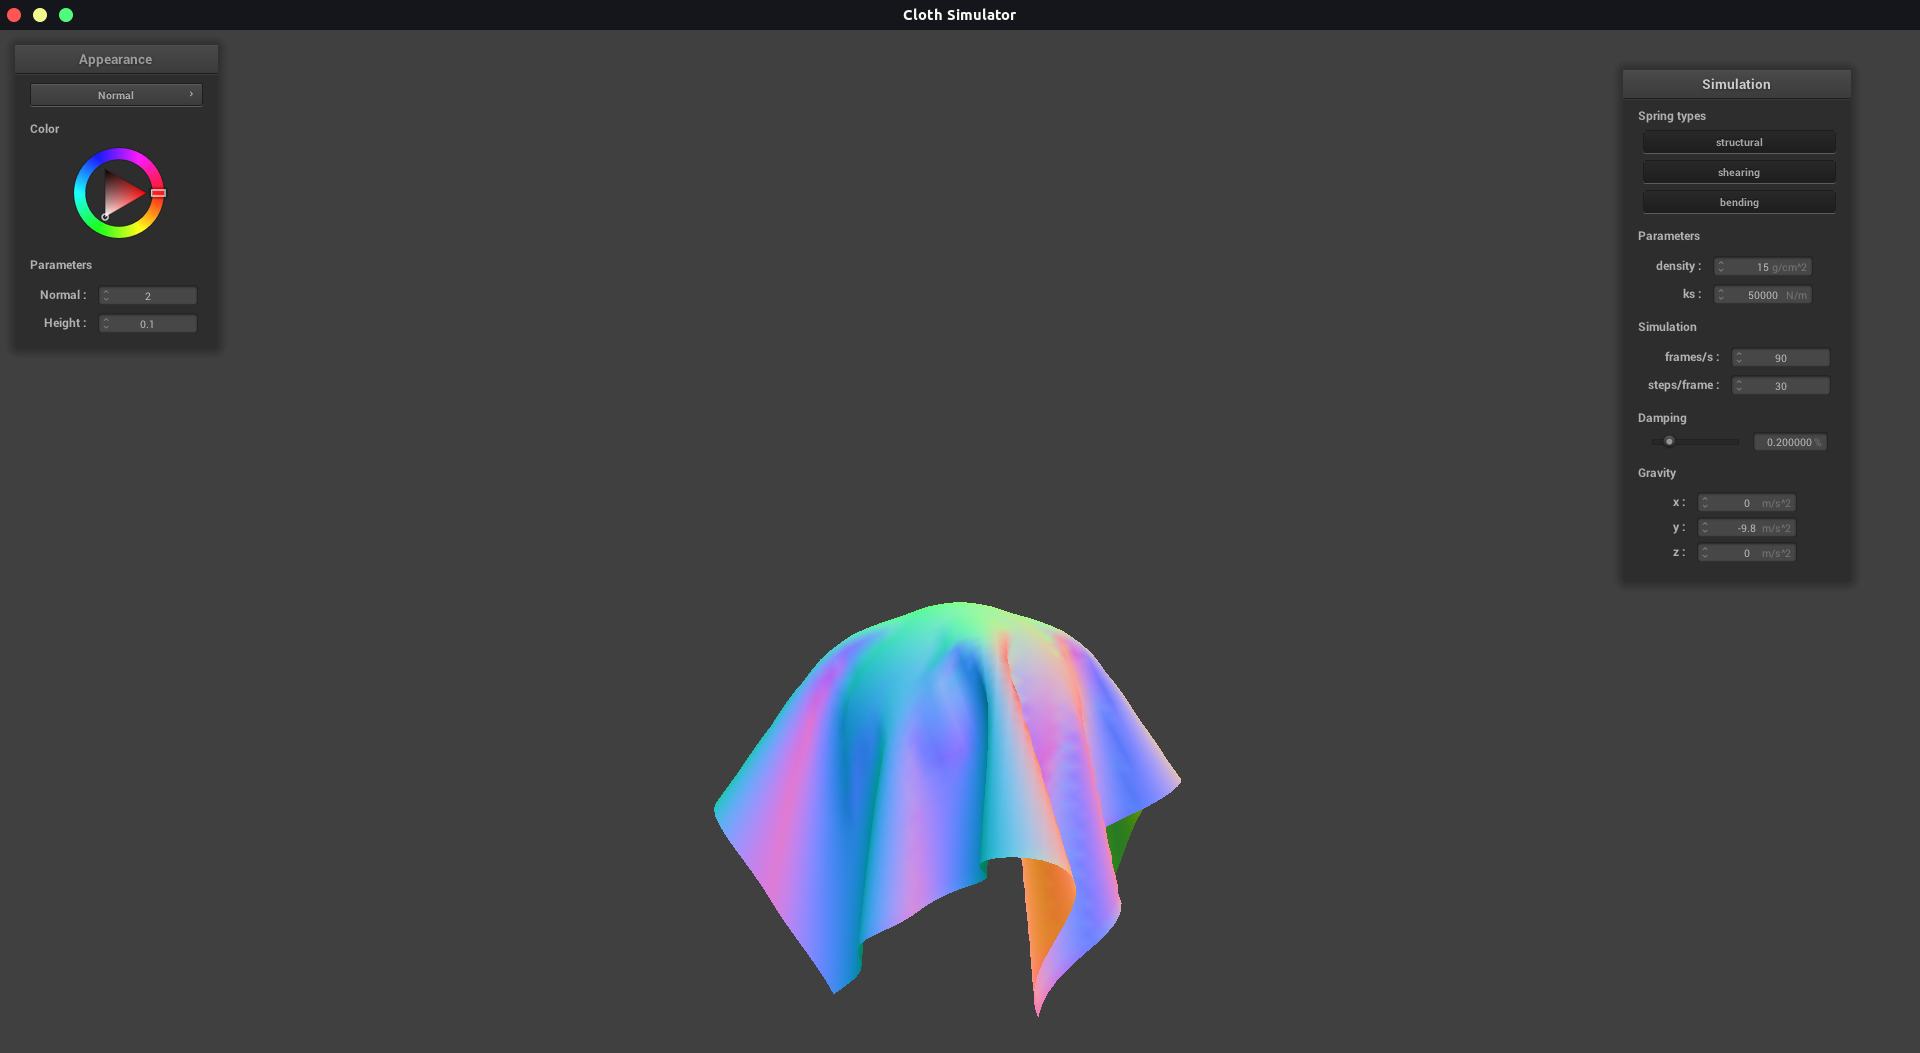 Cloth Simulator
Appearance
Normal
Color
Parameters
Normal : 2
Height : 0.1
Simulation
Spring types
structural
shearing
bending
Parameters
density : 15 g/cm^2
ks : 50000 N/m
Simulation
frames/s : 90
steps/frame : 30
Damping
0.200000 %
Gravity
x : 0 m/s^2
y : -9.8 m/s^2
z : 0 m/s^2